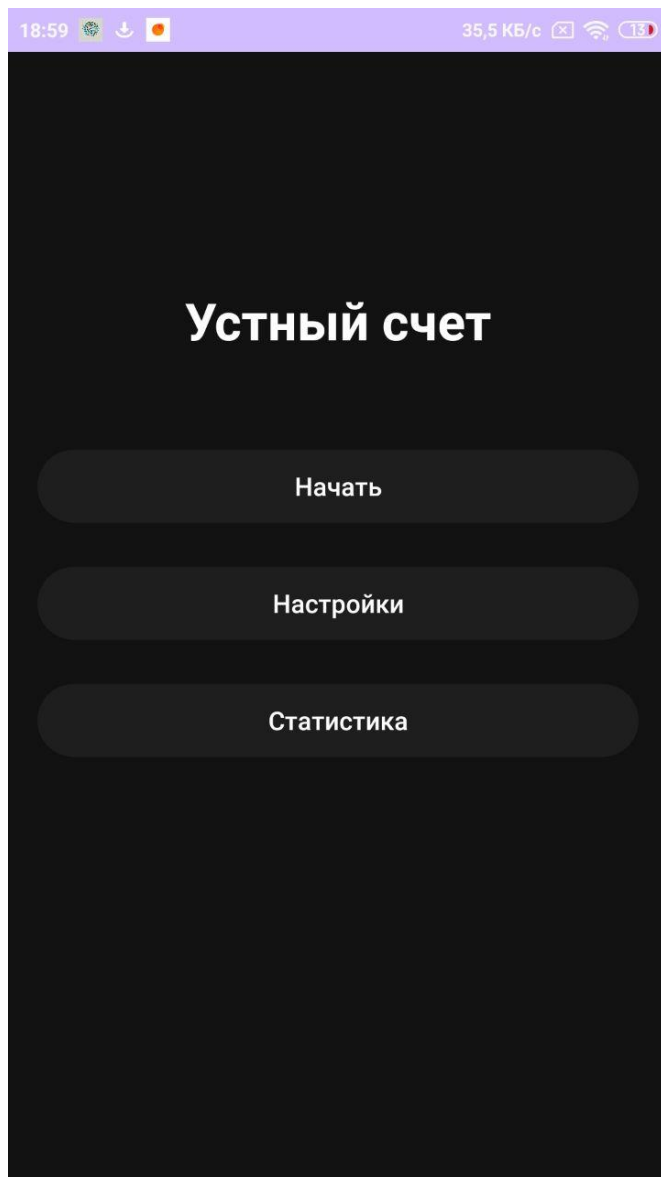 18:59 35,5 КБ/с 13
Устный счет
Начать
Настройки
Статистика